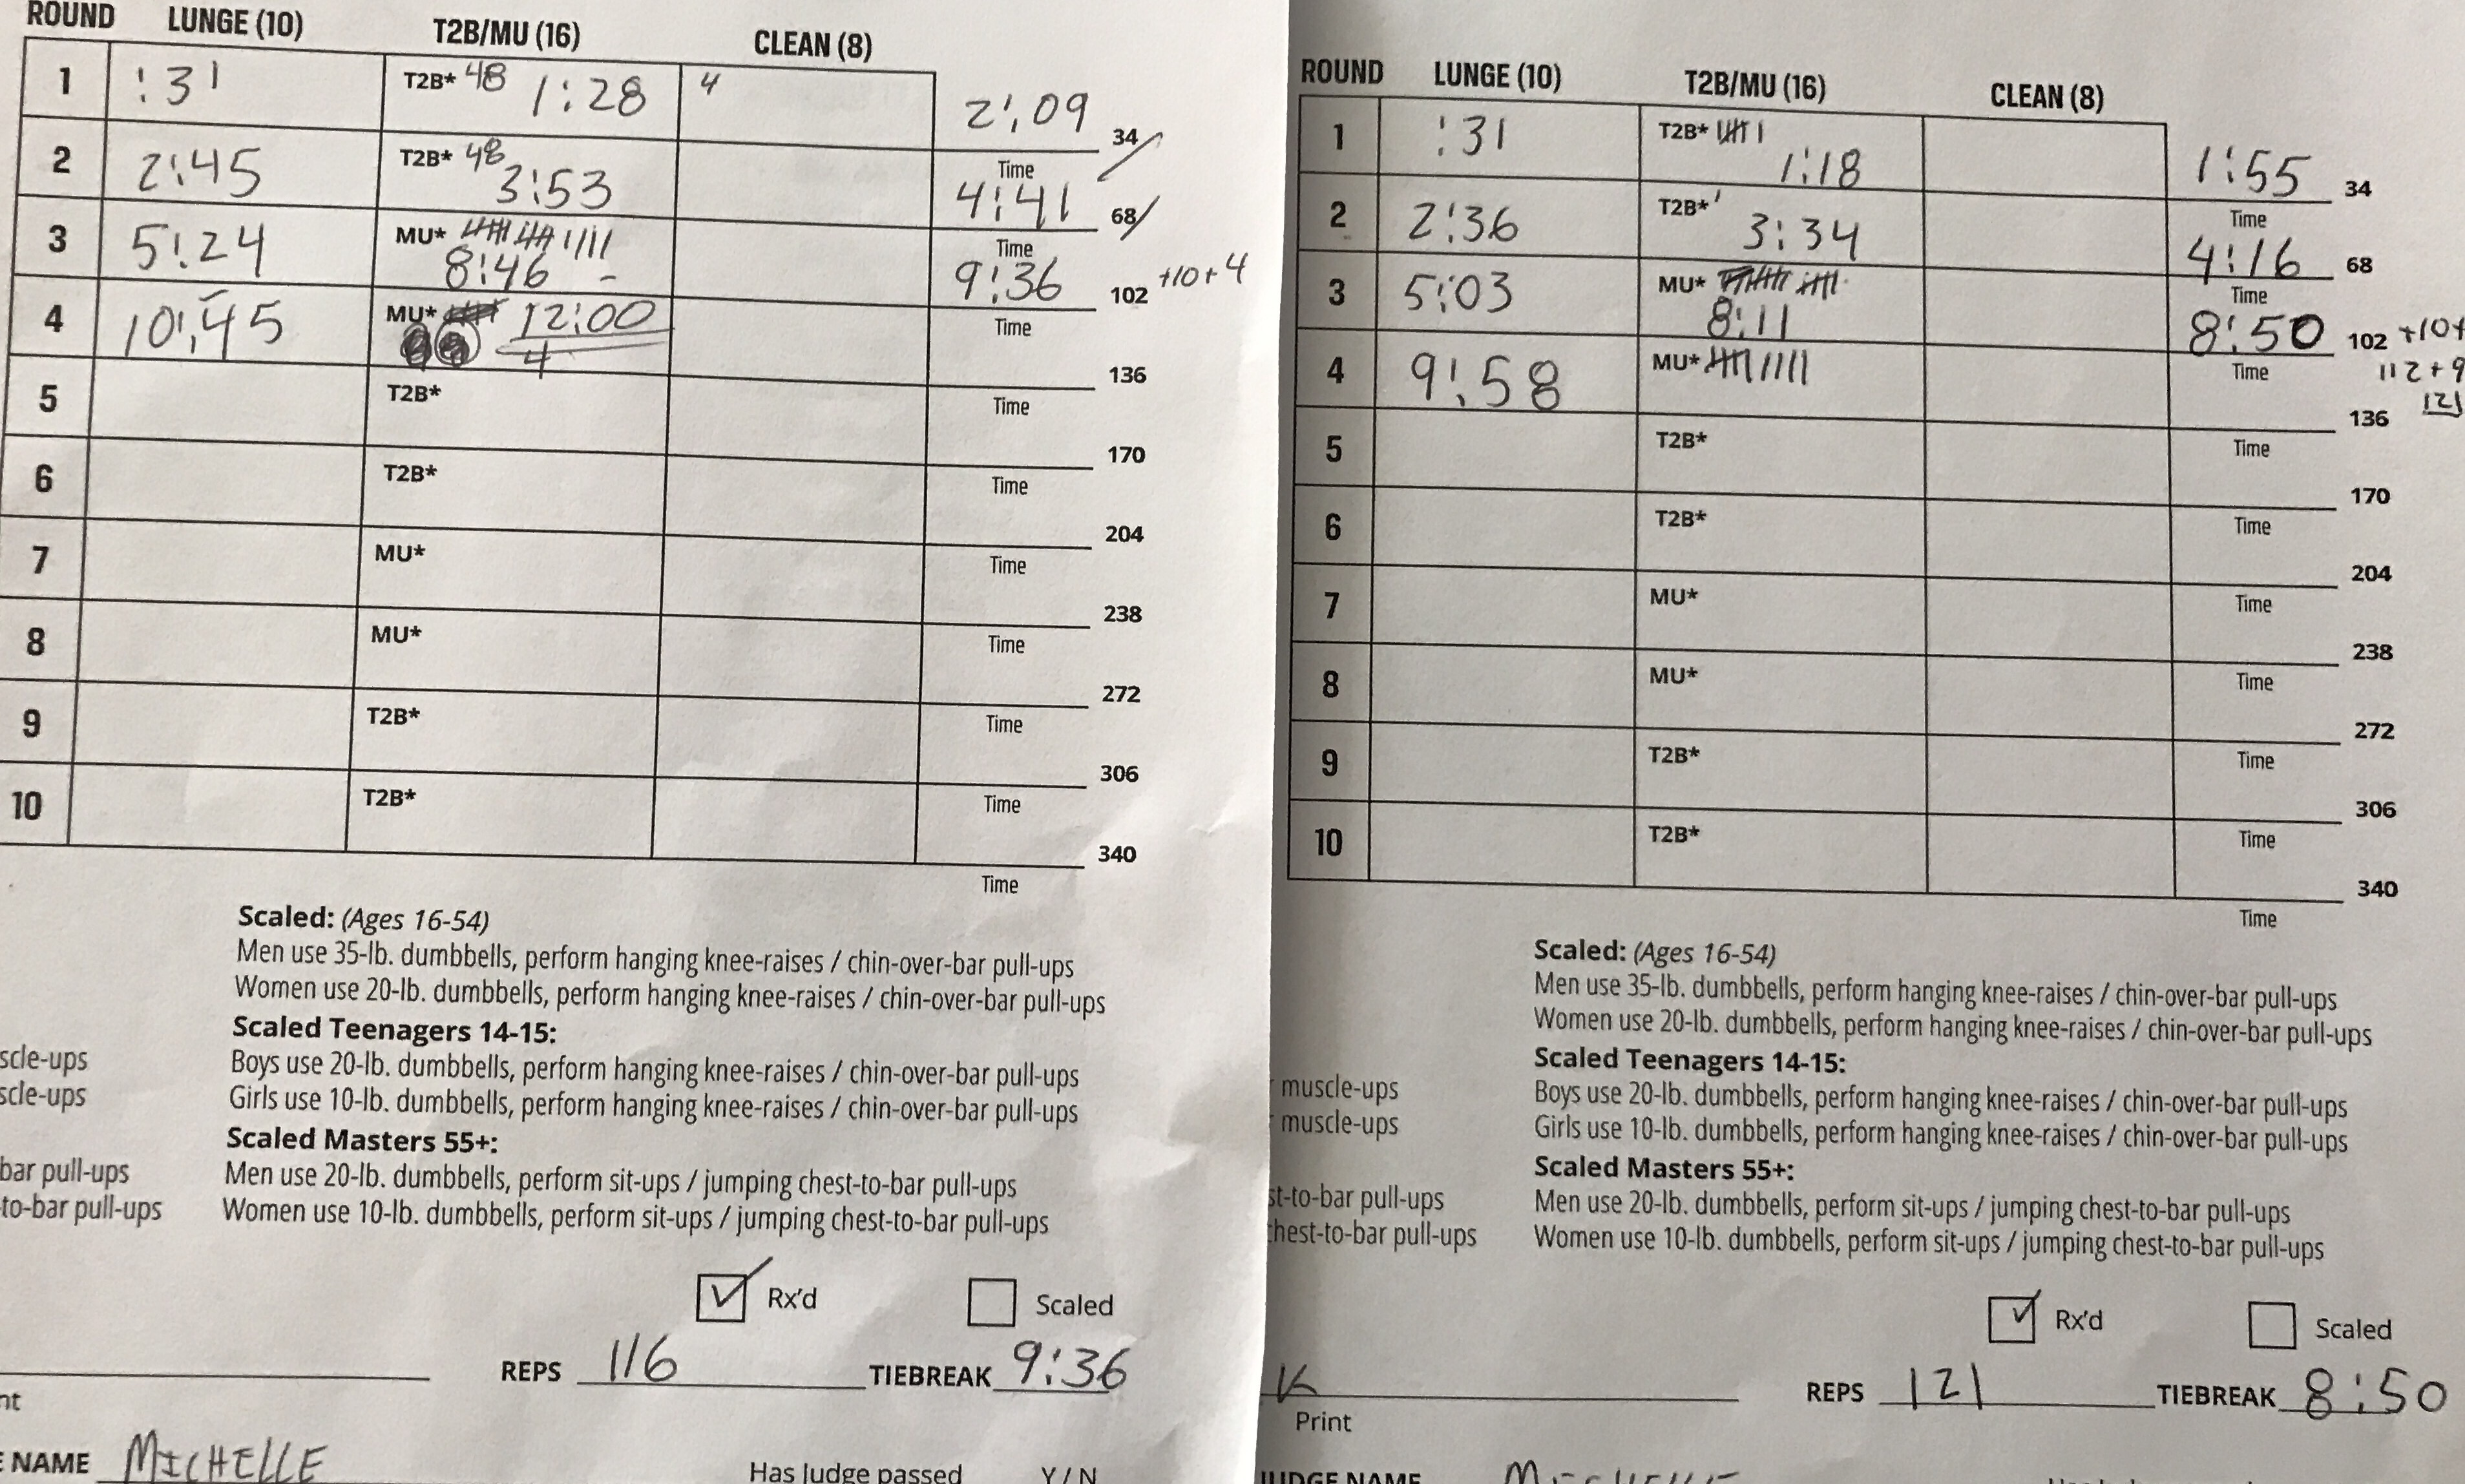 ROUND LUNGE (10) T2B/MU (16) CLEAN (8)
1 :31 T2B* 48 1:28 4 2:09 34
Time
2 2:45 T2B* 48 3:53 4:41 68
Time
3 5:24 MU* 8:46 9:36 102 +10+4
Time
4 10:45 MU* 12:00 4 136
Time
5 T2B* 170
Time
6 T2B* 204
Time
7 MU* 238
Time
8 MU* 272
Time
9 T2B* 306
Time
10 T2B* 340
Time
Scaled: (Ages 16-54)
Men use 35-lb. dumbbells, perform hanging knee-raises / chin-over-bar pull-ups
Women use 20-lb. dumbbells, perform hanging knee-raises / chin-over-bar pull-ups
Scaled Teenagers 14-15:
scle-ups Boys use 20-lb. dumbbells, perform hanging knee-raises / chin-over-bar pull-ups
scle-ups Girls use 10-lb. dumbbells, perform hanging knee-raises / chin-over-bar pull-ups
Scaled Masters 55+:
bar pull-ups Men use 20-lb. dumbbells, perform sit-ups / jumping chest-to-bar pull-ups
to-bar pull-ups Women use 10-lb. dumbbells, perform sit-ups / jumping chest-to-bar pull-ups
Rx'd Scaled
REPS 116 TIEBREAK 9:36
nt
E NAME MICHELLE Has Judge passed Y / N
ROUND LUNGE (10) T2B/MU (16) CLEAN (8)
1 :31 T2B* 1:18 1:55 34
Time
2 2:36 T2B* 3:34 4:16 68
Time
3 5:03 MU* 8:11 8:50 102 +10+
Time
112+9
4 9:58 MU* 136 121
Time
5 T2B* 170
Time
6 T2B* 204
Time
7 MU* 238
Time
8 MU* 272
Time
9 T2B* 306
Time
10 T2B* 340
Time
Scaled: (Ages 16-54)
Men use 35-lb. dumbbells, perform hanging knee-raises / chin-over-bar pull-ups
Women use 20-lb. dumbbells, perform hanging knee-raises / chin-over-bar pull-ups
Scaled Teenagers 14-15:
muscle-ups Boys use 20-lb. dumbbells, perform hanging knee-raises / chin-over-bar pull-ups
muscle-ups Girls use 10-lb. dumbbells, perform hanging knee-raises / chin-over-bar pull-ups
Scaled Masters 55+:
st-to-bar pull-ups Men use 20-lb. dumbbells, perform sit-ups / jumping chest-to-bar pull-ups
hest-to-bar pull-ups Women use 10-lb. dumbbells, perform sit-ups / jumping chest-to-bar pull-ups
Rx'd Scaled
K REPS 121 TIEBREAK 8:50
Print
JUDGE NAME